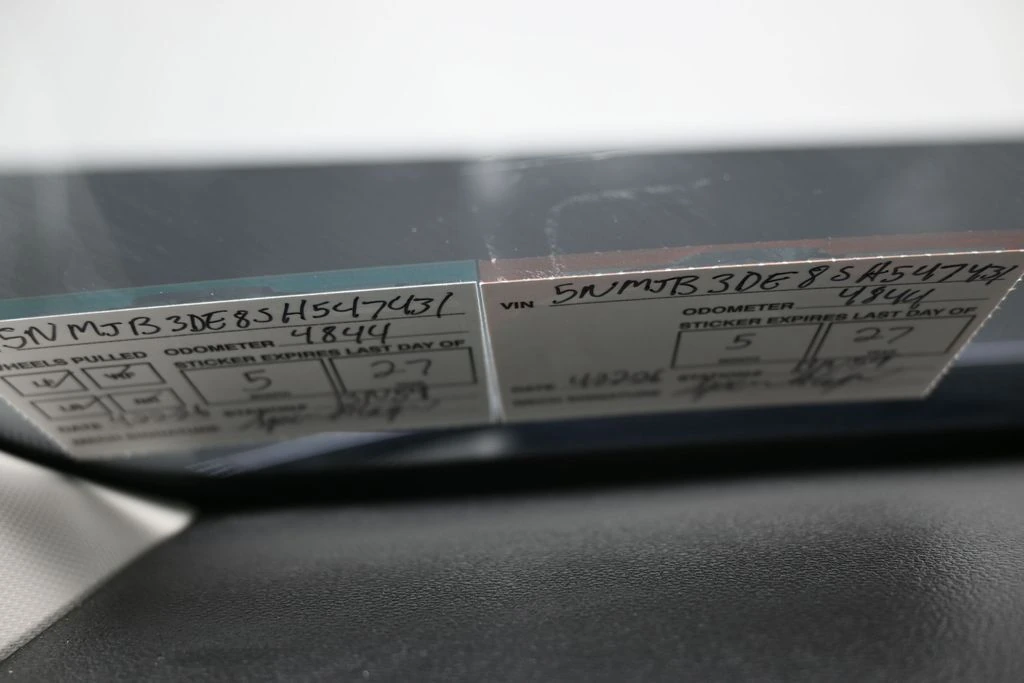 5NMJB3DE8SH547431
WHEELS PULLED
ODOMETER 4844
STICKER EXPIRES LAST DAY OF
5
27
DATE
VIN 5NMJB3DE8SH547431
ODOMETER 4844
STICKER EXPIRES LAST DAY OF
5
27
DATE 42226